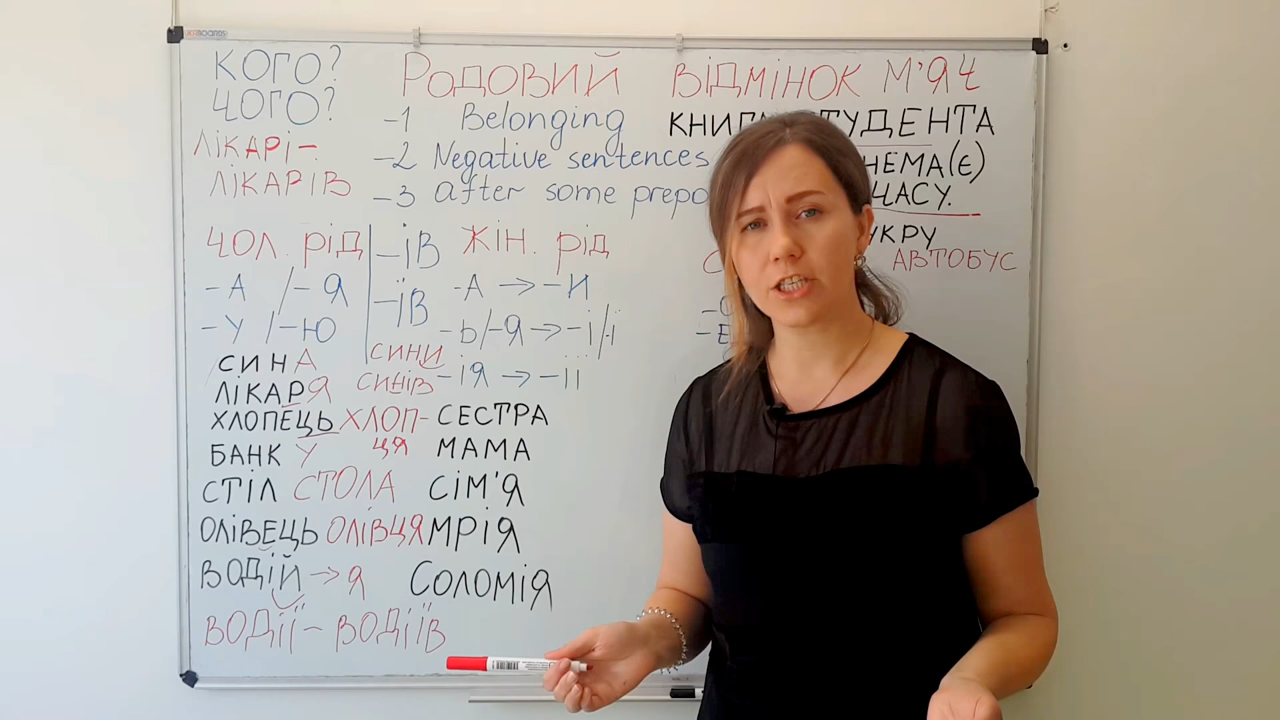 КОГО?
ЧОГО?
РОДОВИЙ ВІДМІНОК М'ЯЧ
ЛІКАРІ-
ЛІКАРІВ
-1 Belonging
-2 Negative sentences
-3 after some
НЕМА(Є)
ЧАСУ.
АВТОБУС
ЧОЛ. РІД
-А /-Я
-У /-Ю
-ІВ
-ЇВ
ЖІН. РІД
-А → -И
-Ь/-Я → -І/-Ї
-ІЯ → -ІЇ
СИНА
ЛІКАРЯ
СИНИ
СИНІВ
ХЛОПЕЦЬ ХЛОП-
ЦЯ
БАНК У
СТІЛ СТОЛА
ОЛІВЕЦЬ ОЛІВЦЯ
ВОДІЙ → Я
ВОДІЇ - ВОДІЇВ
СЕСТРА
МАМА
СІМ'Я
МРІЯ
СОЛОМІЯ